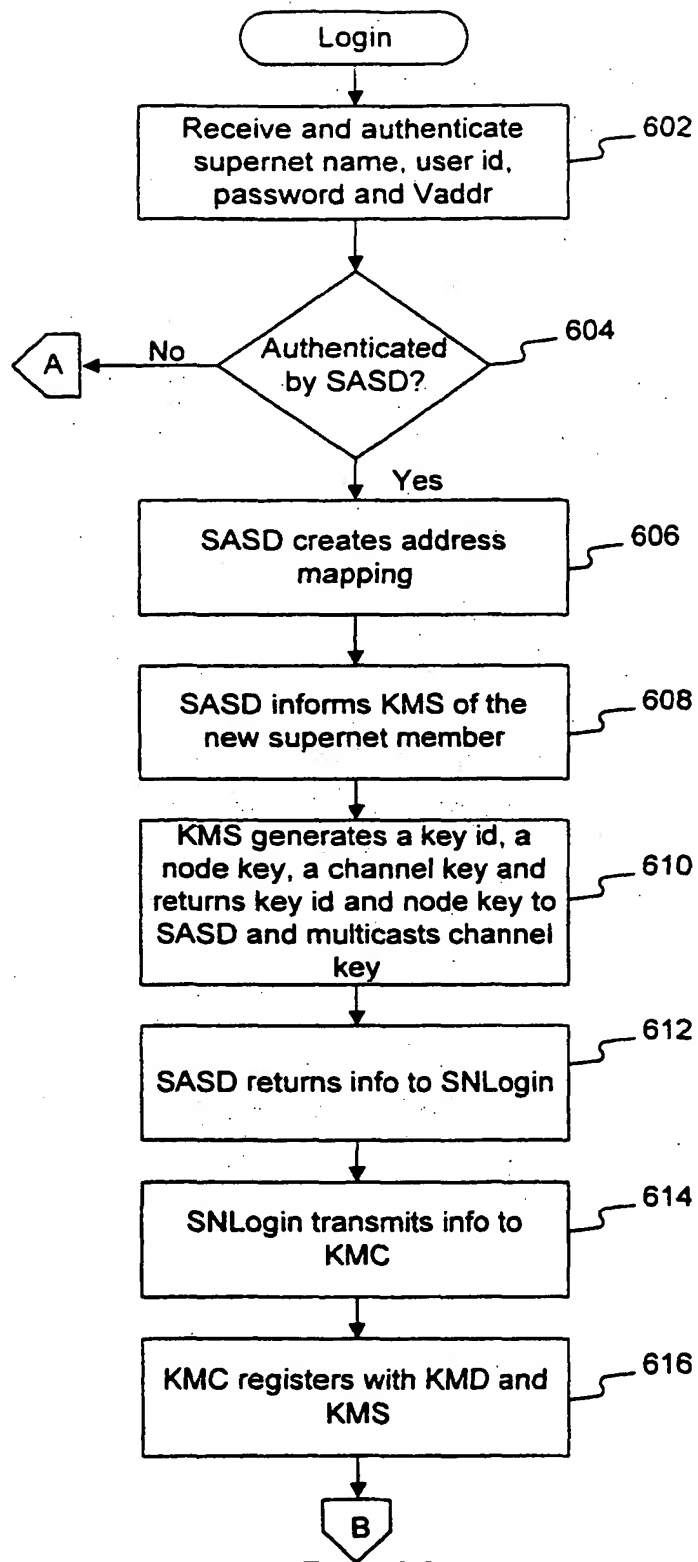 Login
Receive and authenticate
supernet name, user id,
password and Vaddr
602
Authenticated
by SASD?
604
No
A
Yes
SASD creates address
mapping
606
SASD informs KMS of the
new supernet member
608
KMS generates a key id, a
node key, a channel key and
returns key id and node key to
SASD and multicasts channel
key
610
SASD returns info to SNLogin
612
SNLogin transmits info to
KMC
614
KMC registers with KMD and
KMS
616
B